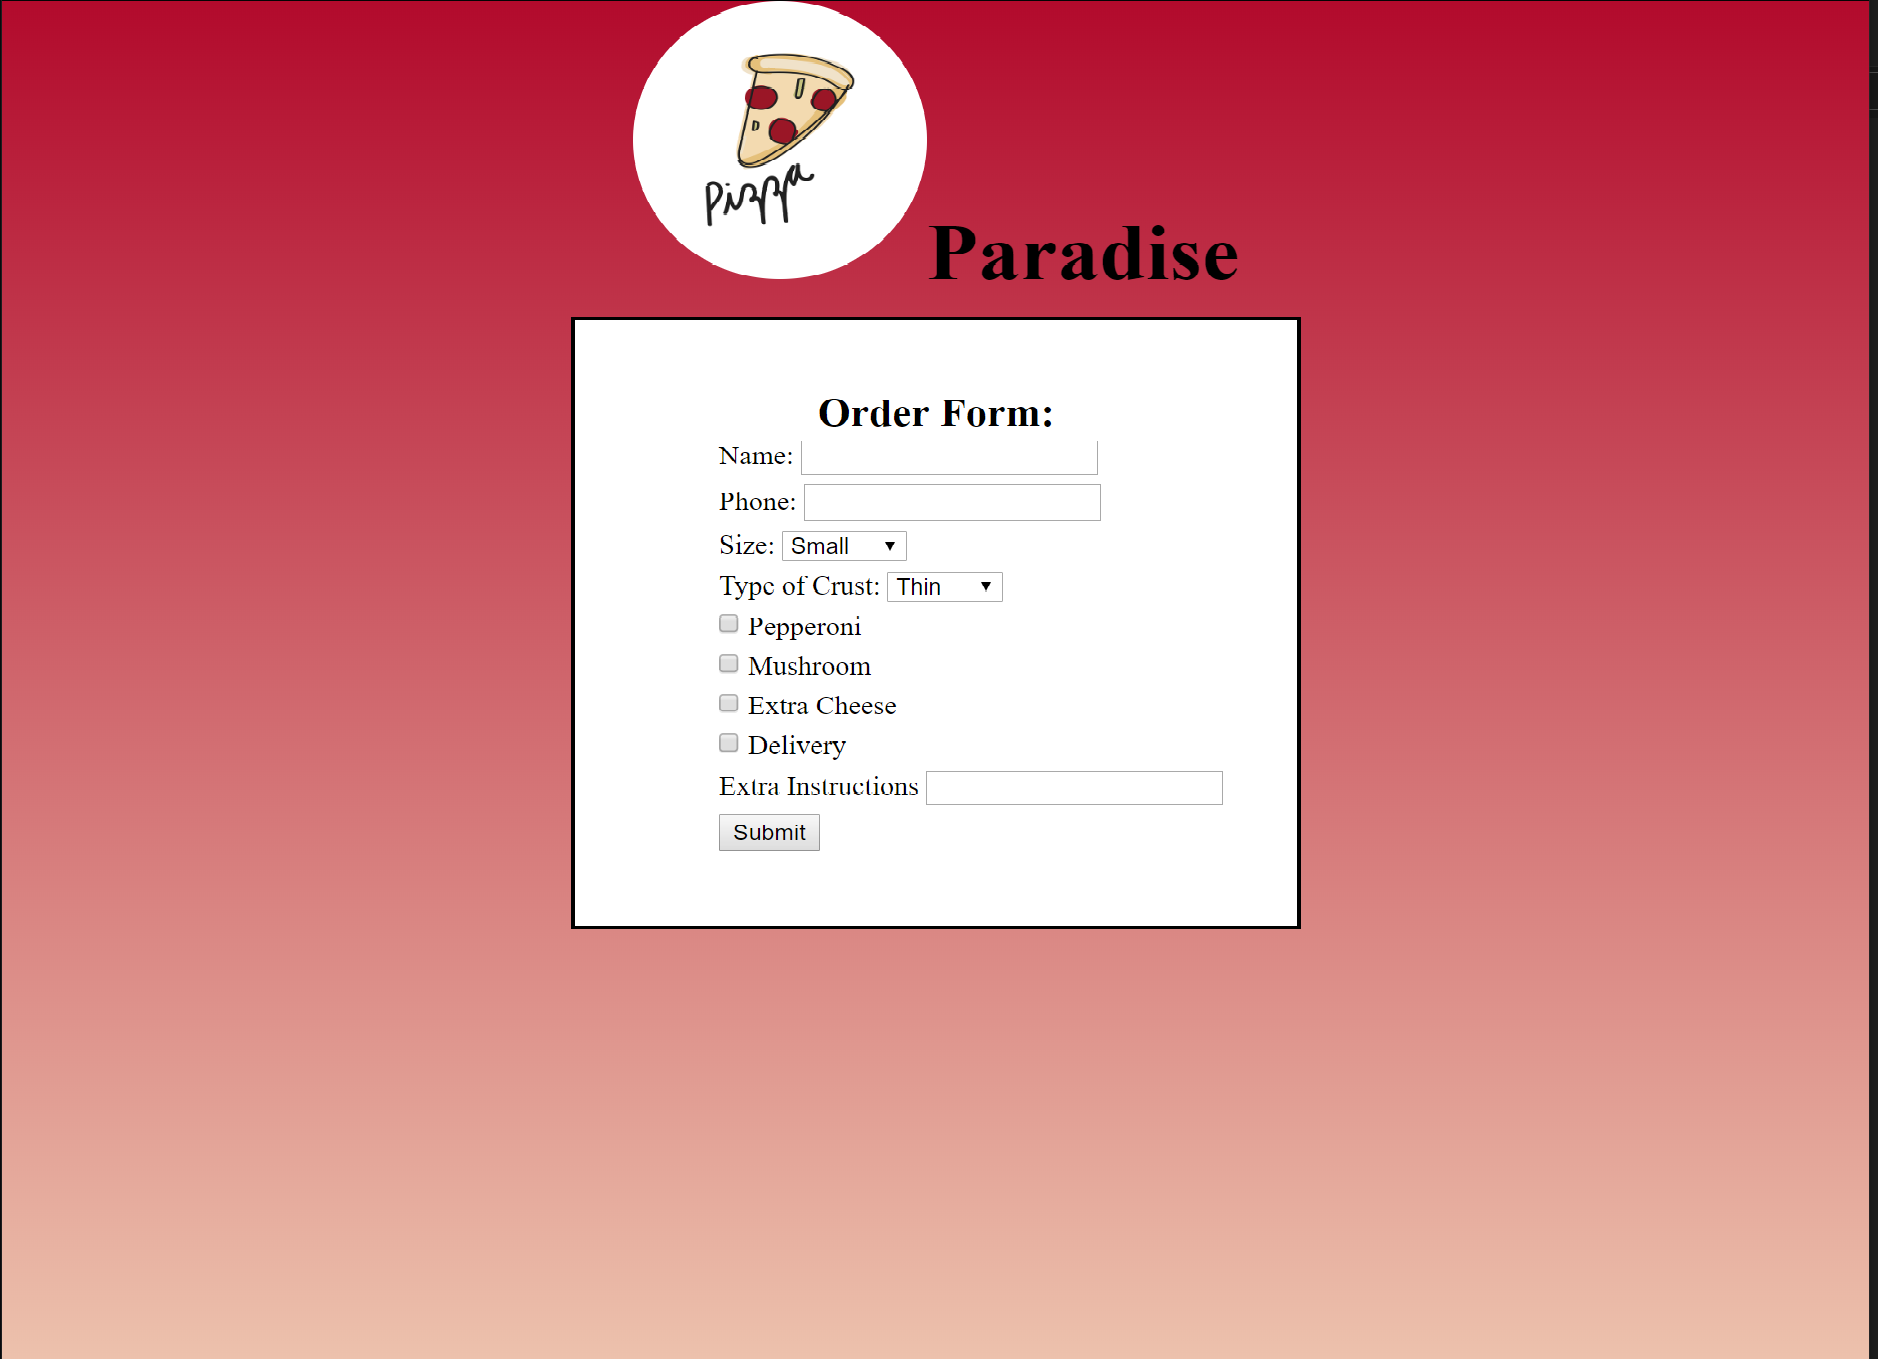 Pizza
Paradise
Order Form:
Name:
Phone:
Size: Small
Type of Crust: Thin
Pepperoni
Mushroom
Extra Cheese
Delivery
Extra Instructions
Submit